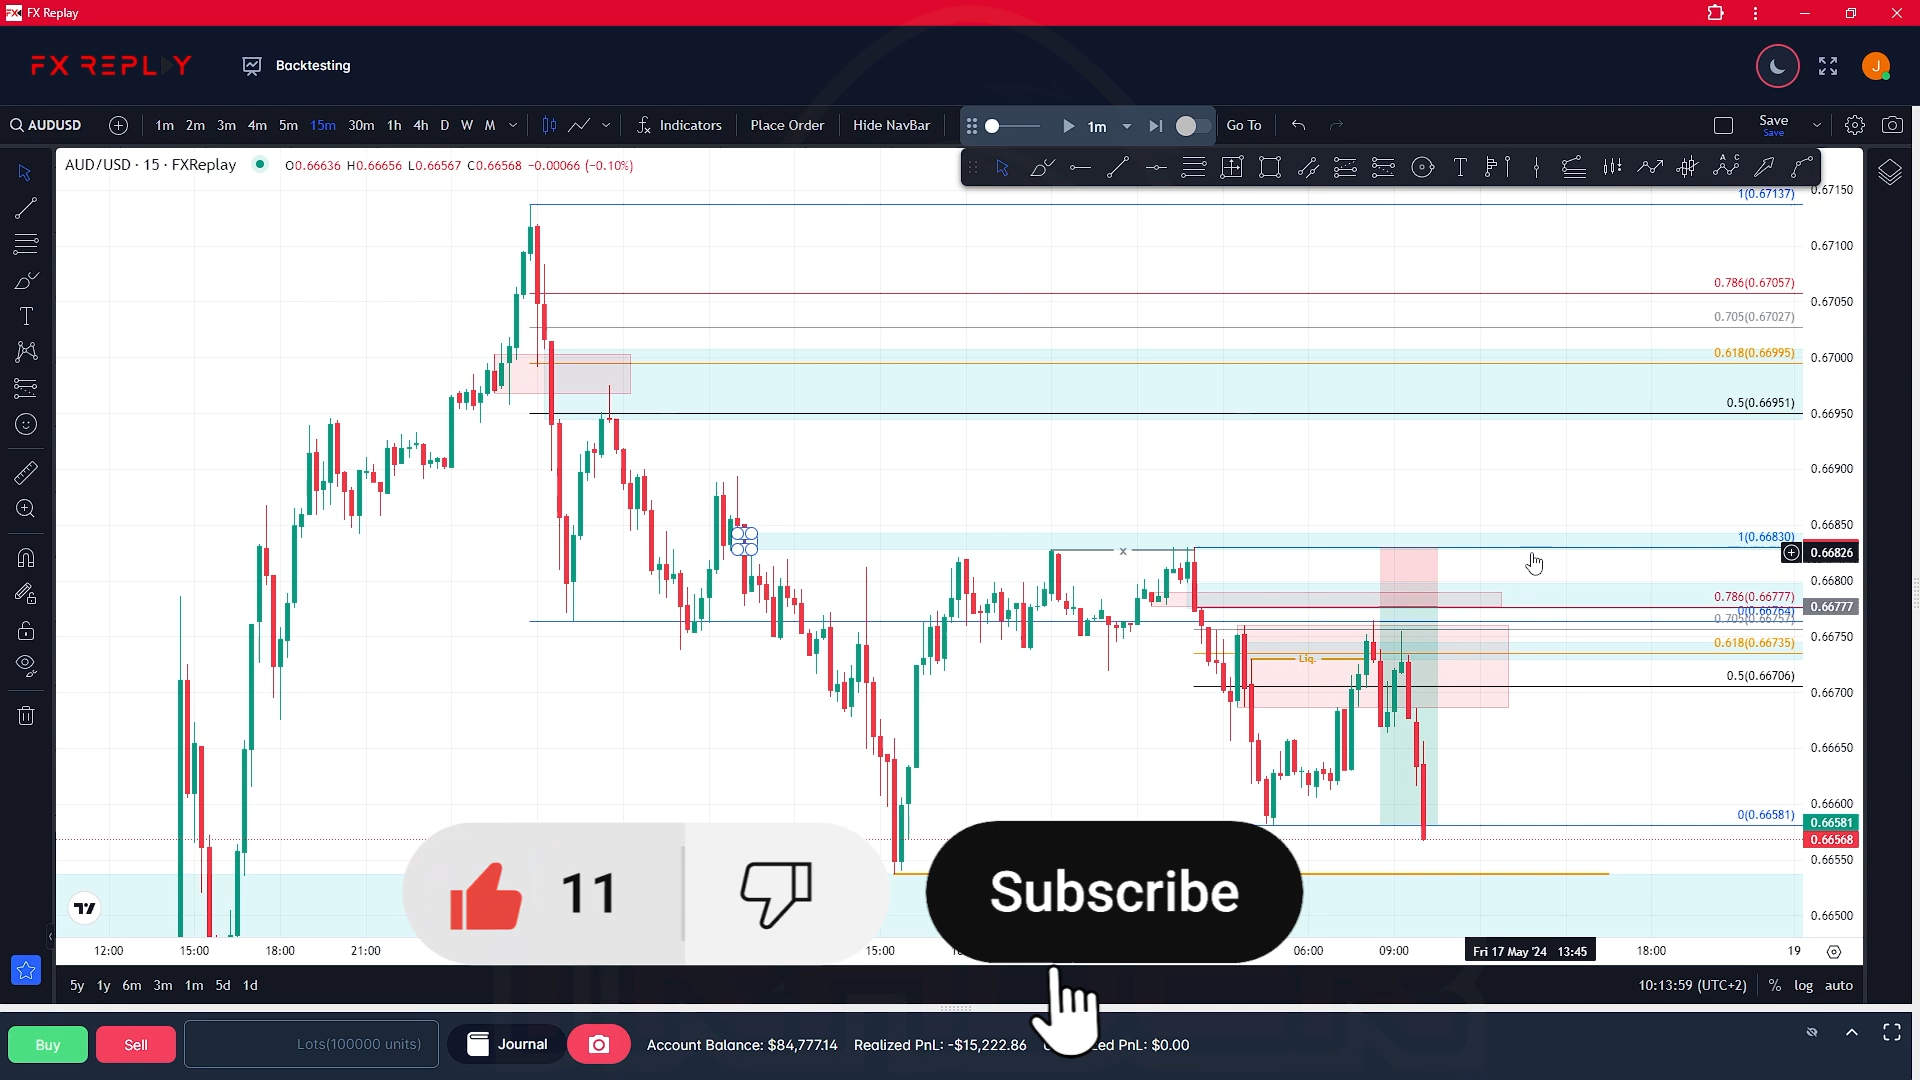 FX Replay
FX REPLAY
Backtesting
AUDUSD 1m 2m 3m 4m 5m 15m 30m 1h 4h D W M Indicators Place Order Hide NavBar 1m Go To Save
Save
AUD/USD · 15 · FXReplay O0.66636 H0.66656 L0.66567 C0.66568 -0.00066 (-0.10%)
1(0.67137)
0.67150
0.67100
0.786(0.67057)
0.67050
0.705(0.67027)
0.618(0.66995)
0.67000
0.5(0.66951)
0.66950
0.66900
0.66850
1(0.66830)
x
0.66826
0.66800
0.786(0.66777)
0.66777
0(0.66764)
0.705(0.66757)
0.66750
0.618(0.66735)
Liq.
0.5(0.66706)
0.66700
0.66650
0.66600
0(0.66581)
0.66581
0.66568
0.66550
0.66500
11
Subscribe
12:00 15:00 18:00 21:00 15:00 06:00 09:00 Fri 17 May '24 13:45 18:00 19
5y 1y 6m 3m 1m 5d 1d 10:13:59 (UTC+2) % log auto
Buy Sell Lots(100000 units) Journal Account Balance: $84,777.14 Realized PnL: -$15,222.86 PnL: $0.00
J